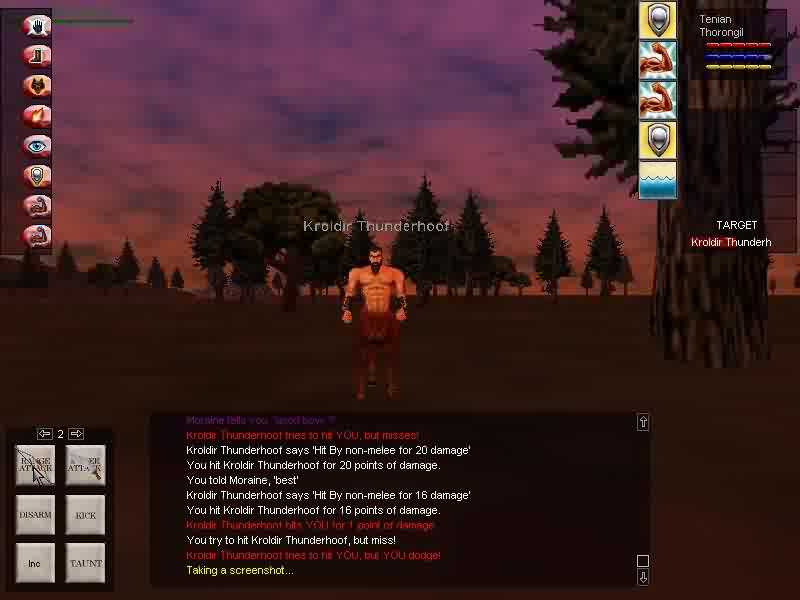 Tenian
Thorongil
Kroldir Thunderhoof
TARGET
Kroldir Thunderh
2
RANGE
ATTACK
ATTACK
DISARM
KICK
Inc
TAUNT
Moraine tells you,
Kroldir Thunderhoof tries to hit YOU, but misses!
Kroldir Thunderhoof says 'Hit By non-melee for 20 damage'
You hit Kroldir Thunderhoof for 20 points of damage.
You told Moraine, 'best'
Kroldir Thunderhoof says 'Hit By non-melee for 16 damage'
You hit Kroldir Thunderhoof for 16 points of damage.
Kroldir Thunderhoof hits YOU for 1 point of damage.
You try to hit Kroldir Thunderhoof, but miss!
Kroldir Thunderhoof tries to hit YOU, but YOU dodge!
Taking a screenshot...